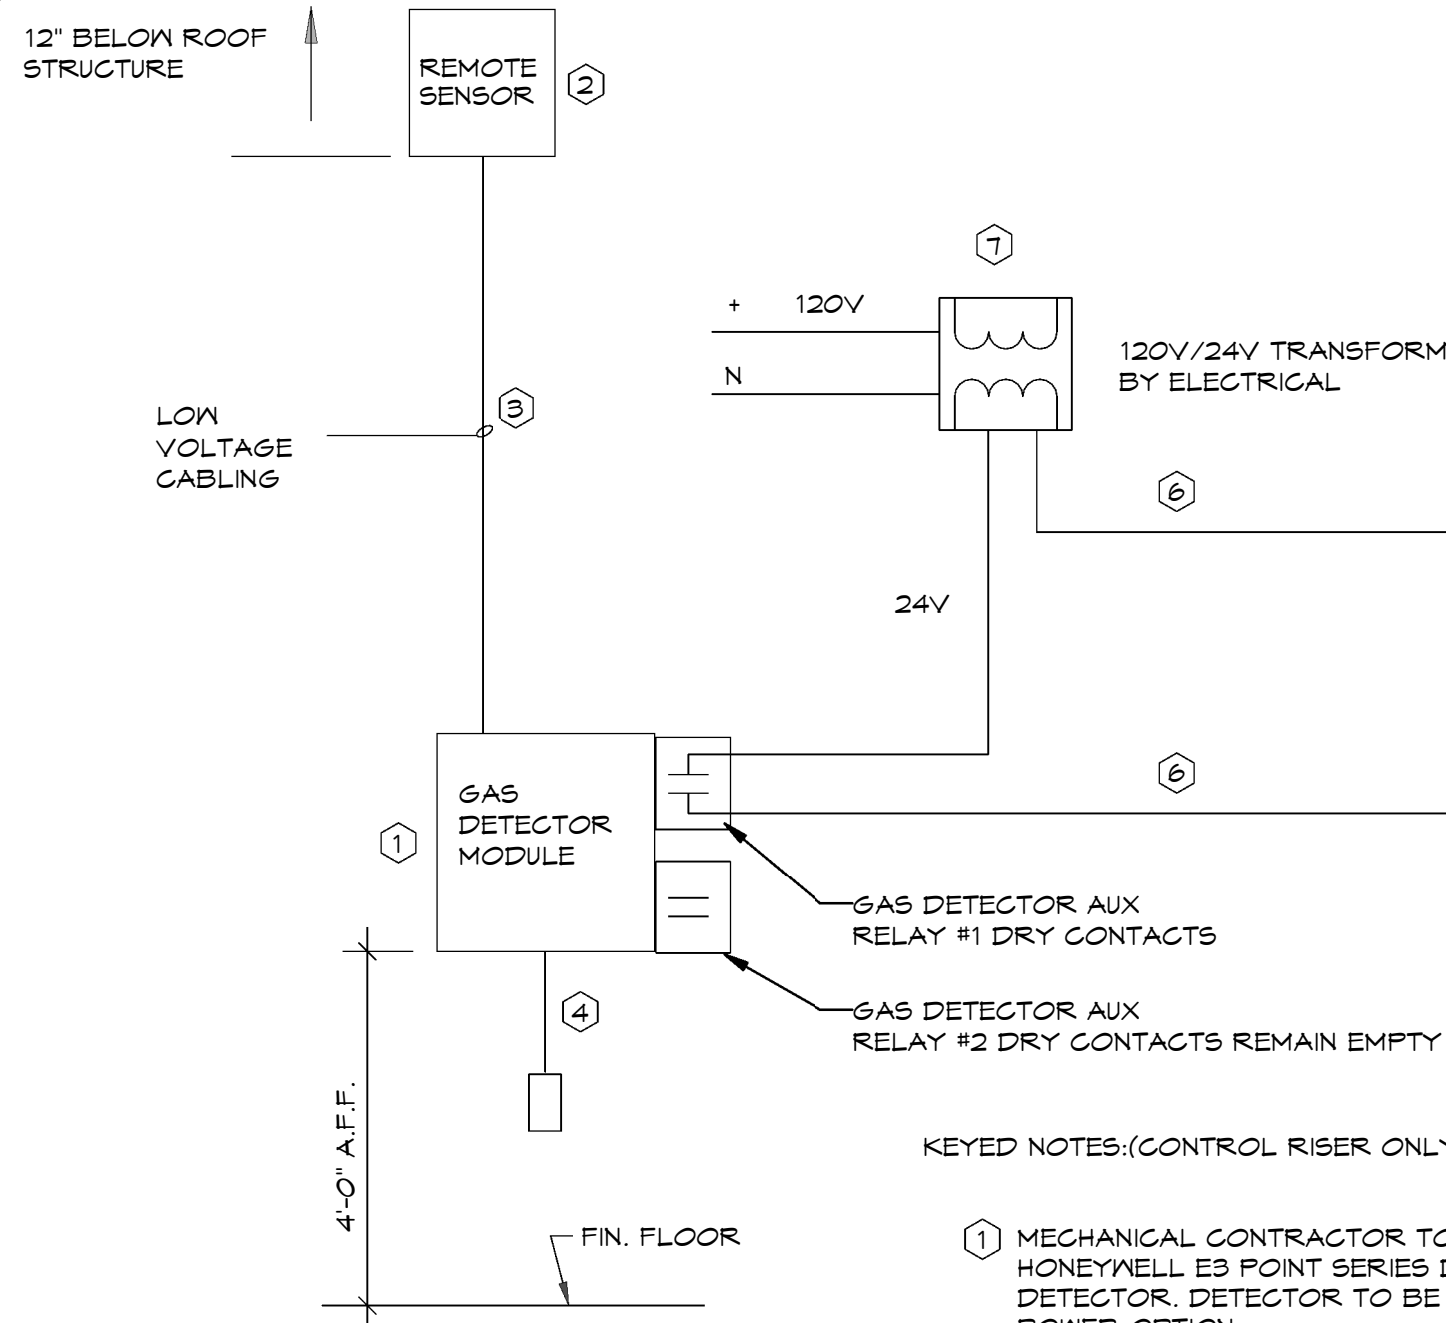 12" BELOW ROOF
STRUCTURE
REMOTE
SENSOR
2
7
+ 120V
N
120V/24V TRANSFORM
BY ELECTRICAL
3
LOW
VOLTAGE
CABLING
6
24V
6
GAS
DETECTOR
MODULE
1
GAS DETECTOR AUX
RELAY #1 DRY CONTACTS
4
GAS DETECTOR AUX
RELAY #2 DRY CONTACTS REMAIN EMPTY
4'-0" A.F.F.
KEYED NOTES:(CONTROL RISER ONLY
FIN. FLOOR
1 MECHANICAL CONTRACTOR TO
HONEYWELL E3 POINT SERIES
DETECTOR. DETECTOR TO BE
POWER OPTION